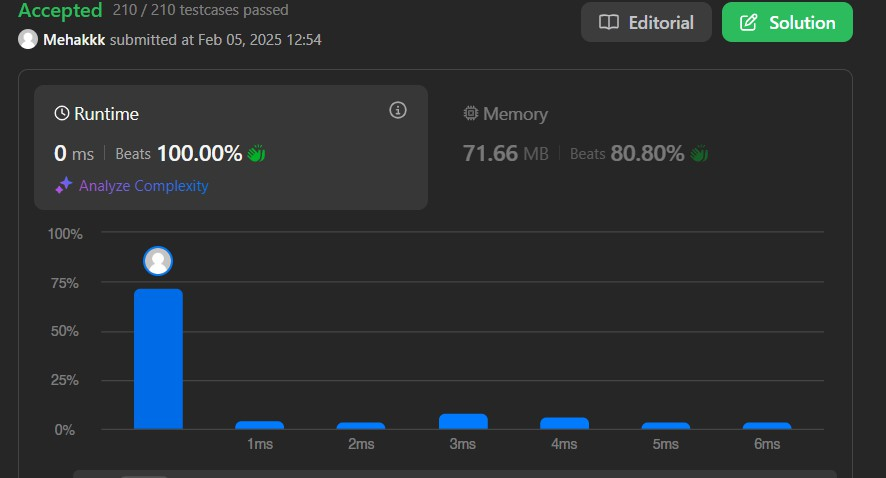 Accepted 210 / 210 testcases passed
Editorial
Solution
Mehakkk submitted at Feb 05, 2025 12:54
Runtime
0 ms | Beats 100.00%
Analyze Complexity
Memory
71.66 MB | Beats 80.80%
100%
75%
50%
25%
0%
1ms 2ms 3ms 4ms 5ms 6ms